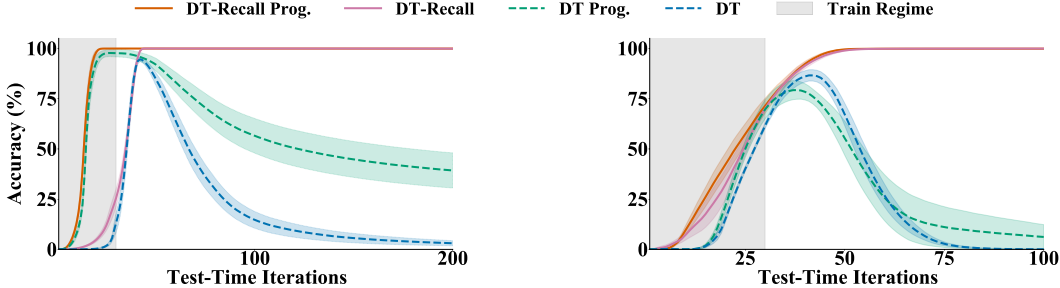 DT-Recall Prog. DT-Recall DT Prog. DT Train Regime
100
75
50
25
0
Accuracy (%)
100 200
Test-Time Iterations
100
75
50
25
0
25 50 75 100
Test-Time Iterations